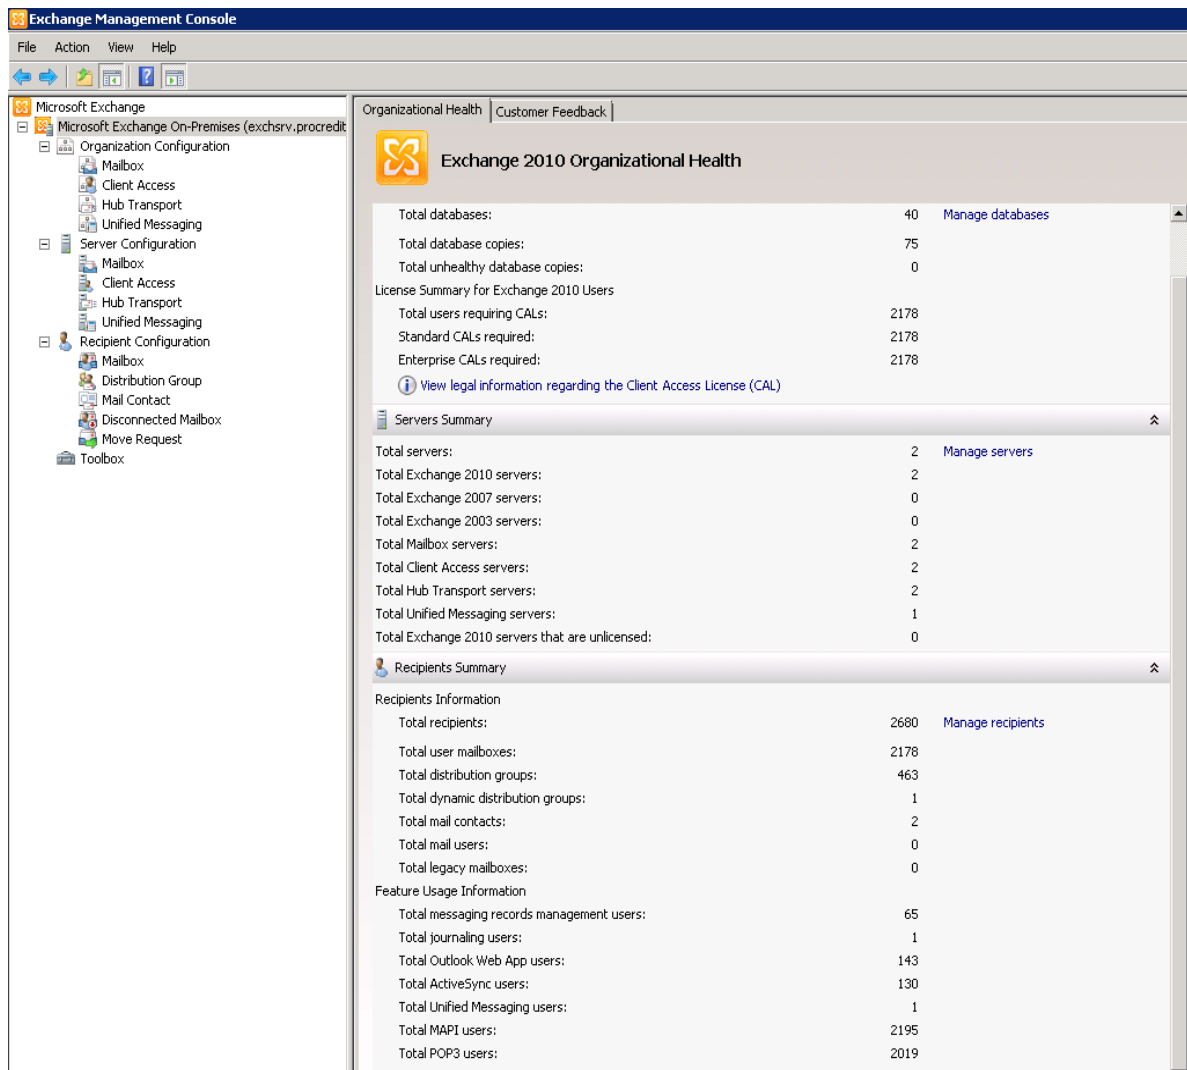 Exchange Management Console
File Action View Help
Microsoft Exchange
Microsoft Exchange On-Premises (exchsrv.procredit
Organization Configuration
Mailbox
Client Access
Hub Transport
Unified Messaging
Server Configuration
Mailbox
Client Access
Hub Transport
Unified Messaging
Recipient Configuration
Mailbox
Distribution Group
Mail Contact
Disconnected Mailbox
Move Request
Toolbox
Organizational Health Customer Feedback
Exchange 2010 Organizational Health
Total databases: 40 Manage databases
Total database copies: 75
Total unhealthy database copies: 0
License Summary for Exchange 2010 Users
Total users requiring CALs: 2178
Standard CALs required: 2178
Enterprise CALs required: 2178
View legal information regarding the Client Access License (CAL)
Servers Summary
Total servers: 2 Manage servers
Total Exchange 2010 servers: 2
Total Exchange 2007 servers: 0
Total Exchange 2003 servers: 0
Total Mailbox servers: 2
Total Client Access servers: 2
Total Hub Transport servers: 2
Total Unified Messaging servers: 1
Total Exchange 2010 servers that are unlicensed: 0
Recipients Summary
Recipients Information
Total recipients: 2680 Manage recipients
Total user mailboxes: 2178
Total distribution groups: 463
Total dynamic distribution groups: 1
Total mail contacts: 2
Total mail users: 0
Total legacy mailboxes: 0
Feature Usage Information
Total messaging records management users: 65
Total journaling users: 1
Total Outlook Web App users: 143
Total ActiveSync users: 130
Total Unified Messaging users: 1
Total MAPI users: 2195
Total POP3 users: 2019